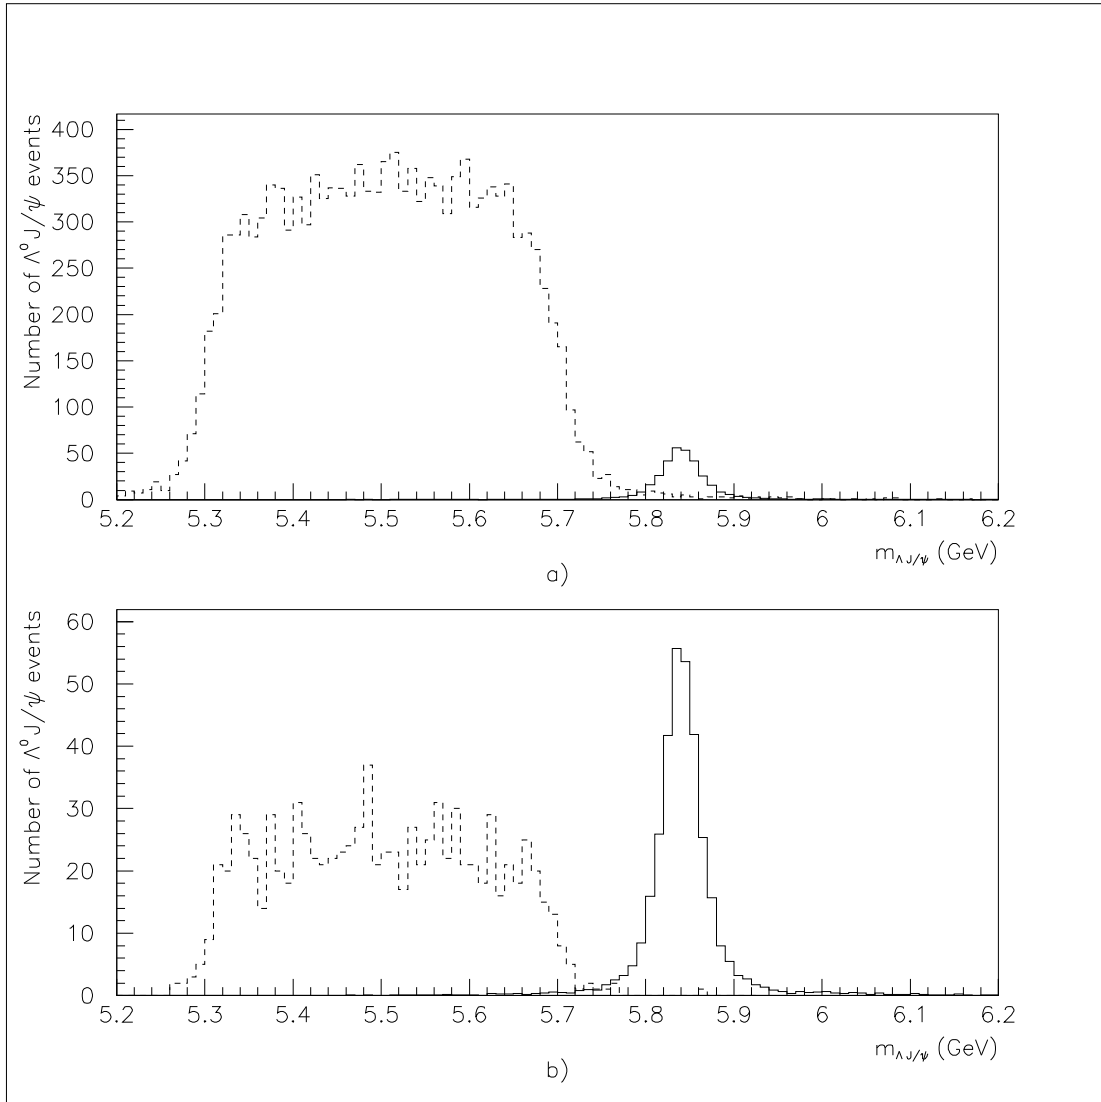 Number of Λ⁰J/ψ events
400
350
300
250
200
150
100
50
0
5.2 5.3 5.4 5.5 5.6 5.7 5.8 5.9 6 6.1 6.2
m_ΛJ/ψ (GeV)
a)
Number of Λ⁰J/ψ events
60
50
40
30
20
10
0
5.2 5.3 5.4 5.5 5.6 5.7 5.8 5.9 6 6.1 6.2
m_ΛJ/ψ (GeV)
b)